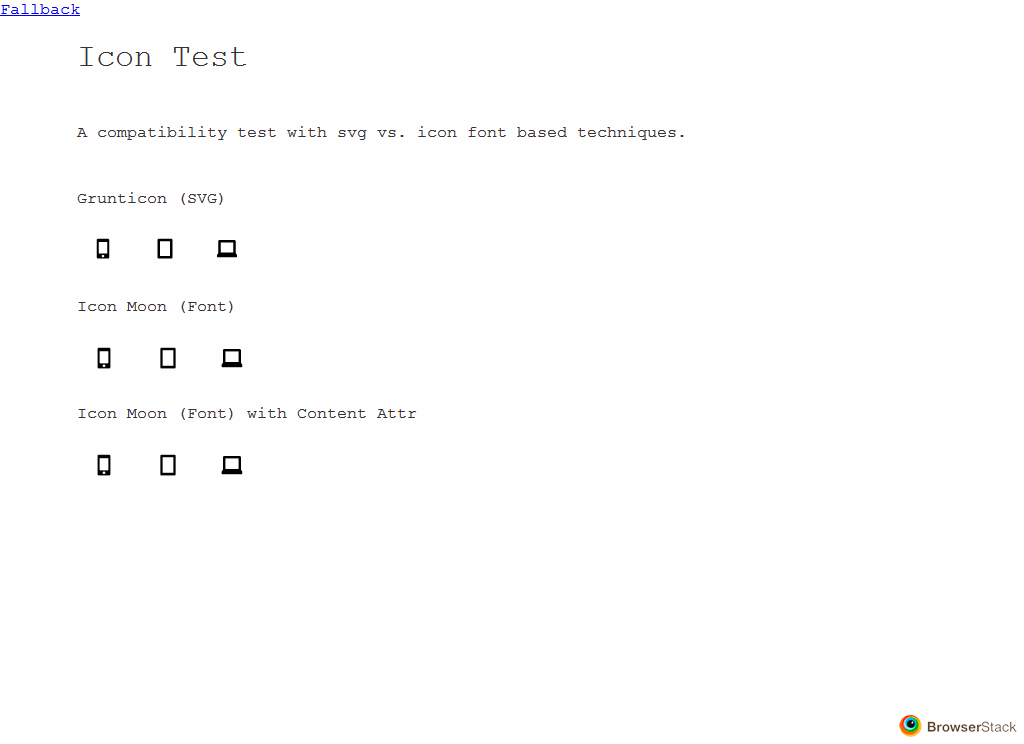 Fallback
Icon Test
A compatibility test with svg vs. icon font based techniques.
Grunticon (SVG)
Icon Moon (Font)
Icon Moon (Font) with Content Attr
BrowserStack